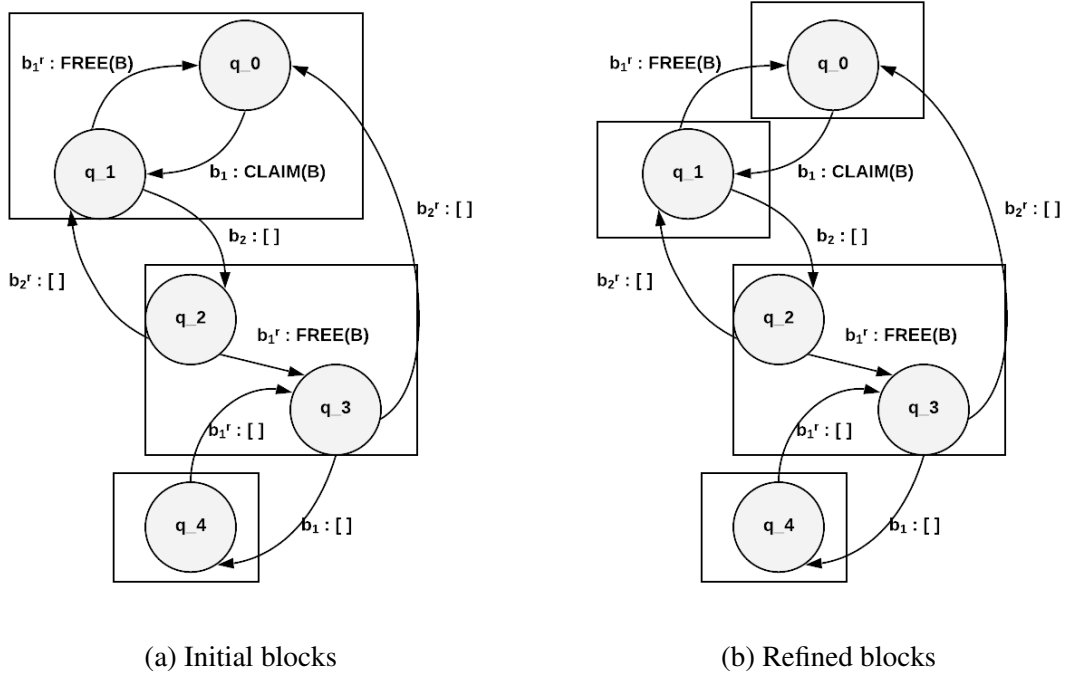 q_0
b₁ʳ : FREE(B)
q_1
b₁ : CLAIM(B)
b₂ʳ : [ ]
b₂ : [ ]
b₂ʳ : [ ]
q_2
b₁ʳ : FREE(B)
q_3
b₁ʳ : [ ]
q_4
b₁ : [ ]
(a) Initial blocks
q_0
b₁ʳ : FREE(B)
q_1
b₁ : CLAIM(B)
b₂ʳ : [ ]
b₂ : [ ]
b₂ʳ : [ ]
q_2
b₁ʳ : FREE(B)
q_3
b₁ʳ : [ ]
q_4
b₁ : [ ]
(b) Refined blocks